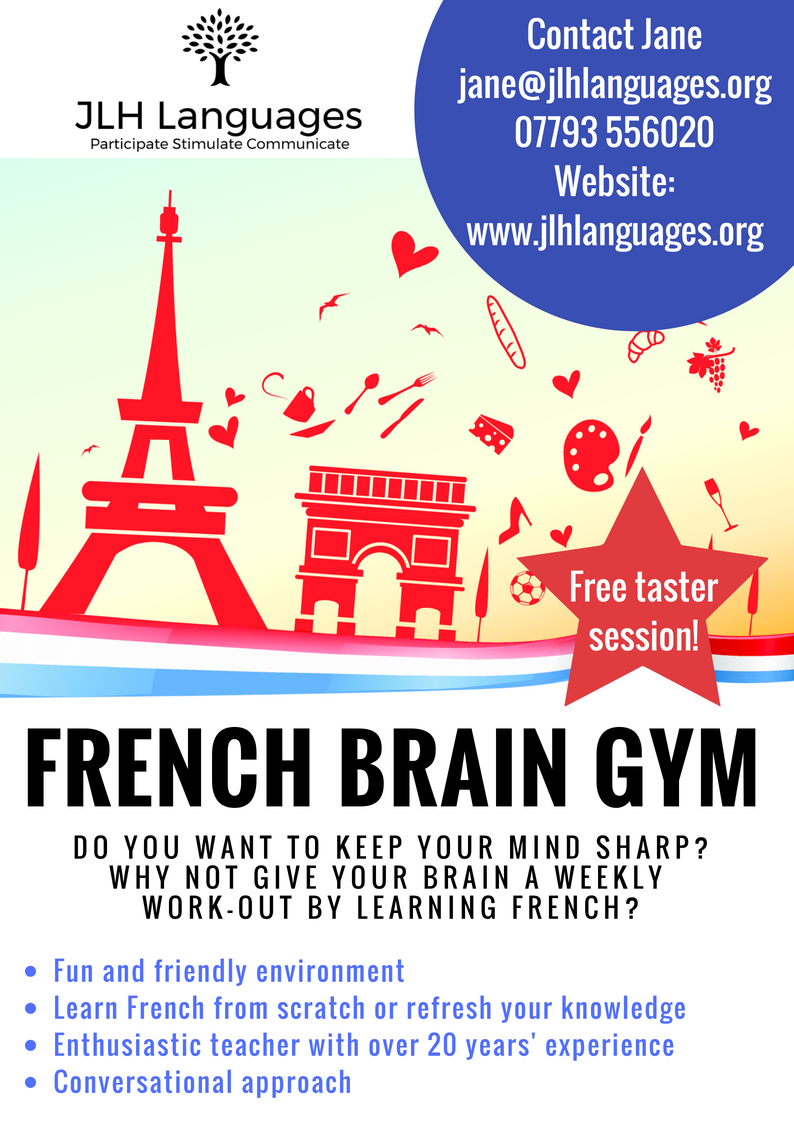 JLH Languages
Participate Stimulate Communicate
Contact Jane
jane@jlhlanguages.org
07793 556020
Website:
www.jlhlanguages.org
Free taster
session!
FRENCH BRAIN GYM
DO YOU WANT TO KEEP YOUR MIND SHARP?
WHY NOT GIVE YOUR BRAIN A WEEKLY
WORK-OUT BY LEARNING FRENCH?
• Fun and friendly environment
• Learn French from scratch or refresh your knowledge
• Enthusiastic teacher with over 20 years' experience
• Conversational approach